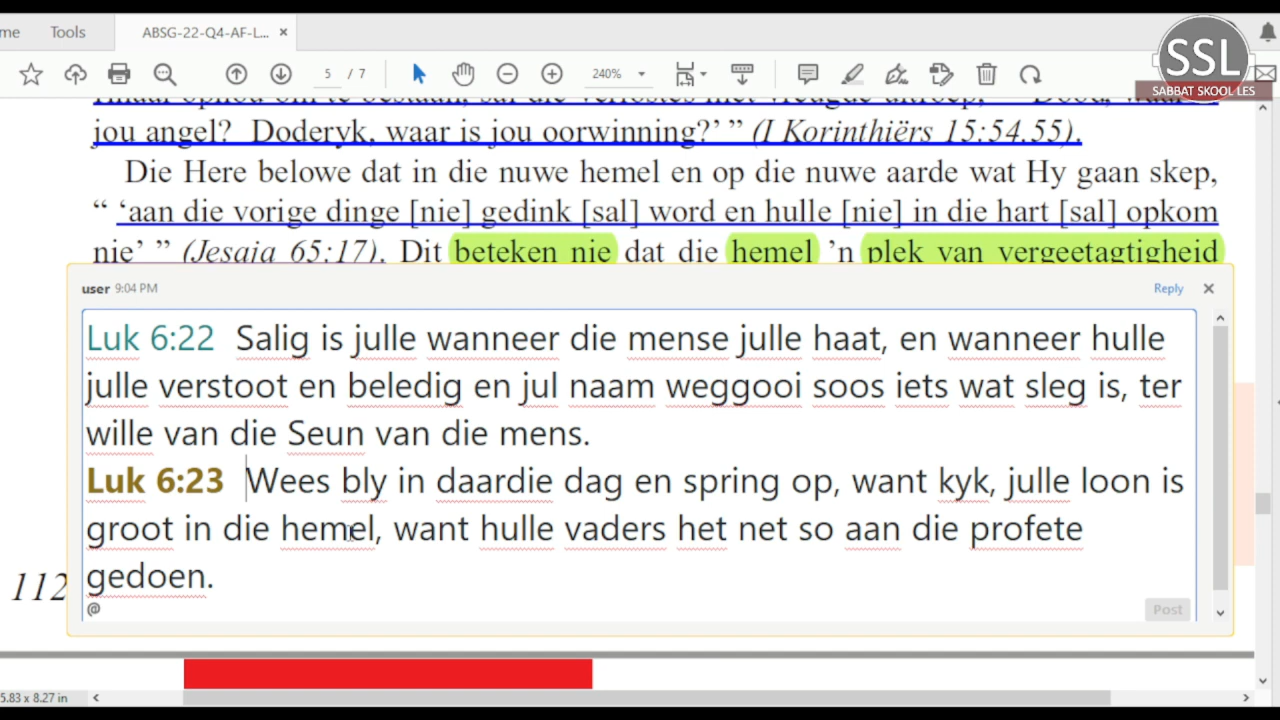 me Tools ABSG-22-Q4-AF-L... ×
5 / 7 240%
SSL
SABBAT SKOOL LES
jou angel? Doderyk, waar is jou oorwinning?’ ” (I Korinthiërs 15:54,55).
Die Here belowe dat in die nuwe hemel en op die nuwe aarde wat Hy gaan skep,
“ ‘aan die vorige dinge [nie] gedink [sal] word en hulle [nie] in die hart [sal] opkom
nie’ ” (Jesaja 65:17). Dit beteken nie dat die hemel ’n plek van vergeetagtigheid
user 9:04 PM Reply ×
Luk 6:22 Salig is julle wanneer die mense julle haat, en wanneer hulle
julle verstoot en beledig en jul naam weggooi soos iets wat sleg is, ter
wille van die Seun van die mens.
Luk 6:23 Wees bly in daardie dag en spring op, want kyk, julle loon is
groot in die hemel, want hulle vaders het net so aan die profete
gedoen.
@ Post
112
5.83 x 8.27 in